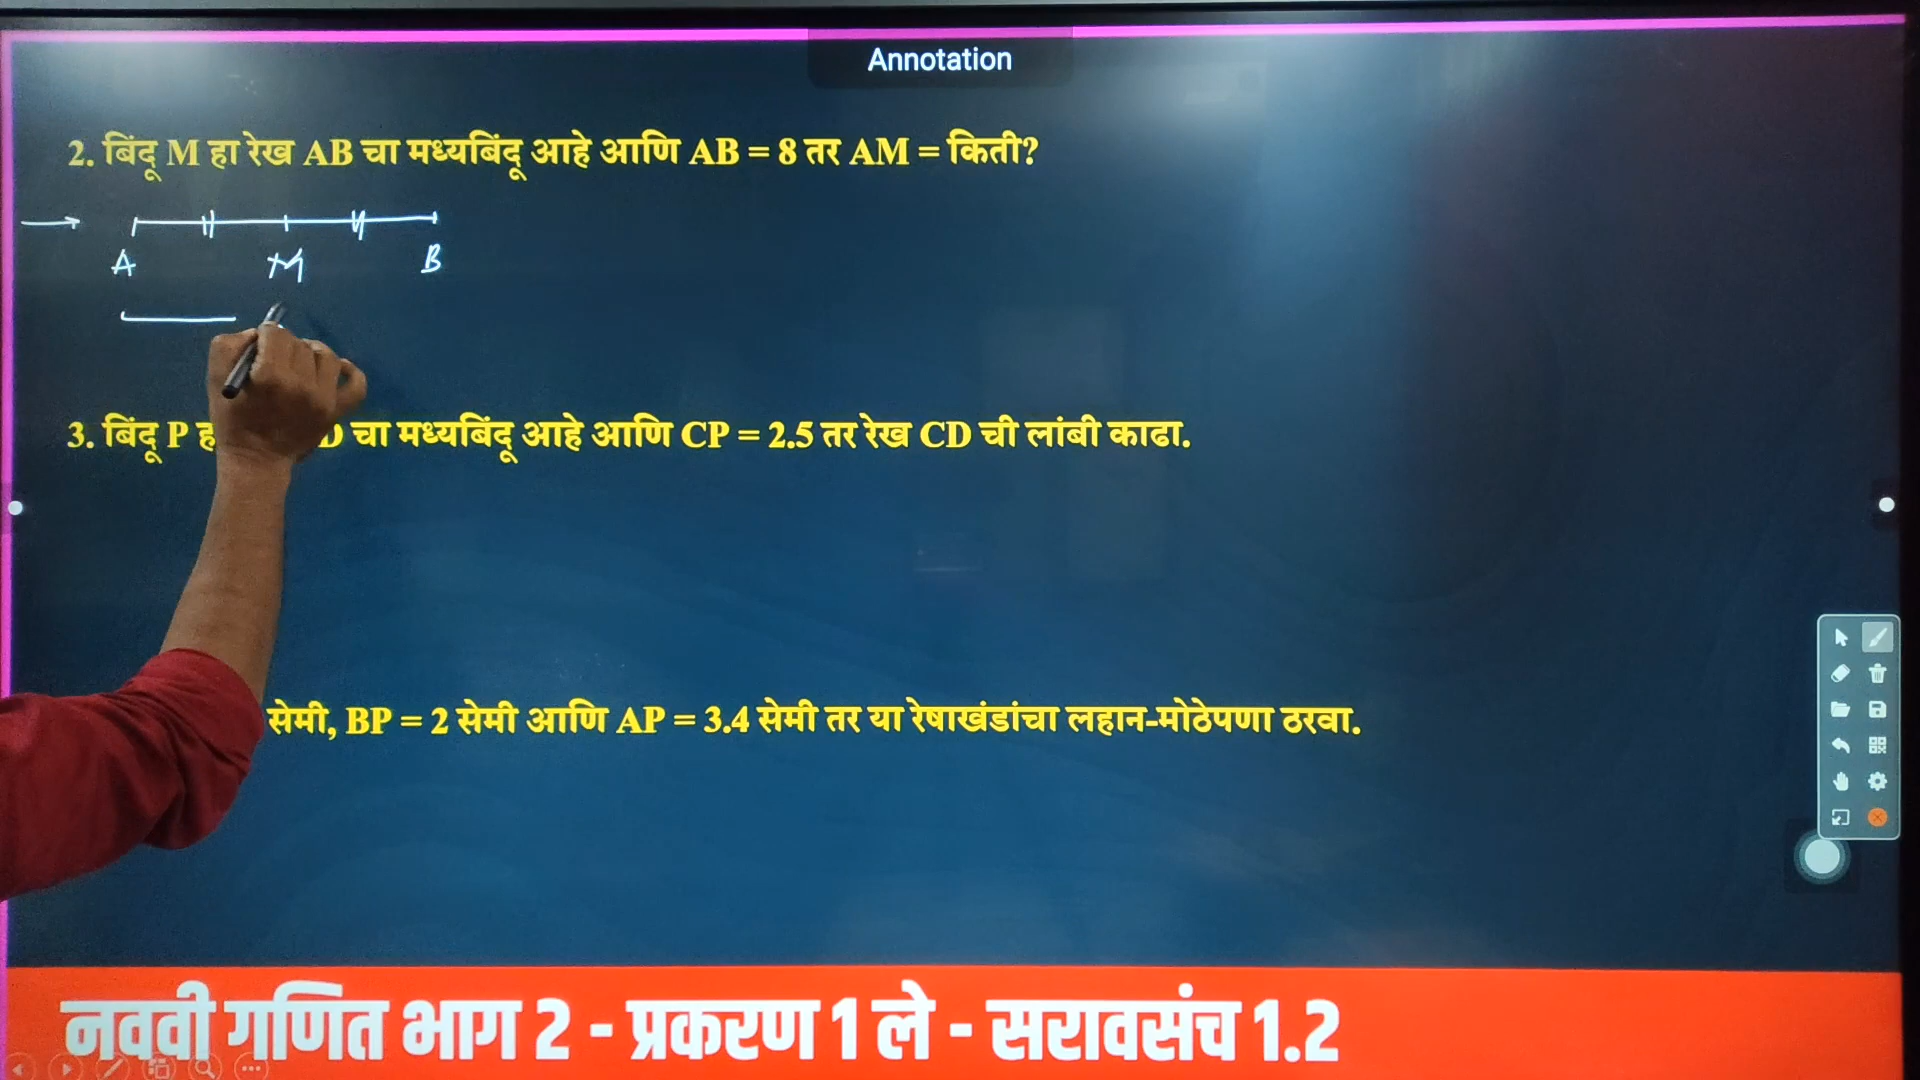 Annotation
2. बिंदू M हा रेख AB चा मध्यबिंदू आहे आणि AB = 8 तर AM = किती?
A M B
3. बिंदू P चा मध्यबिंदू आहे आणि CP = 2.5 तर रेख CD ची लांबी काढा.
सेमी, BP = 2 सेमी आणि AP = 3.4 सेमी तर या रेषाखंडांचा लहान-मोठेपणा ठरवा.
नववी गणित भाग 2 - प्रकरण 1 ले - सरावसंच 1.2